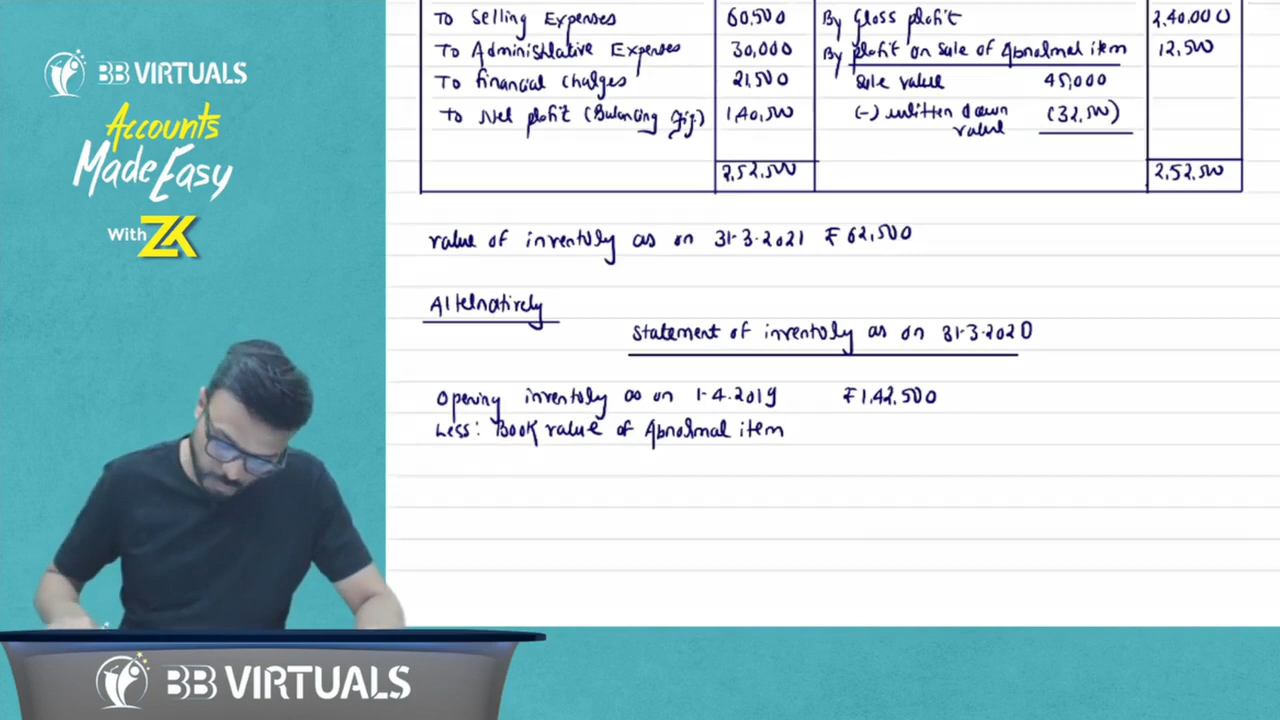 BB VIRTUALS
Accounts
Made Easy
With ZK
To Selling Expenses 60,500 By Gross profit 2,40,000
To Administrative Expenses 30,000 By profit on sale of Abnormal item 12,500
To financial charges 21,500 Sale value 45,000
To Net profit (Balancing fig.) 1,40,500 (-) written down value (32,500)
2,52,500 2,52,500
value of inventory as on 31.3.2021 ₹ 62,500
Alternatively
Statement of inventory as on 31.3.2020
Opening inventory as on 1.4.2019 ₹1,42,500
Less: Book value of Abnormal item
BB VIRTUALS